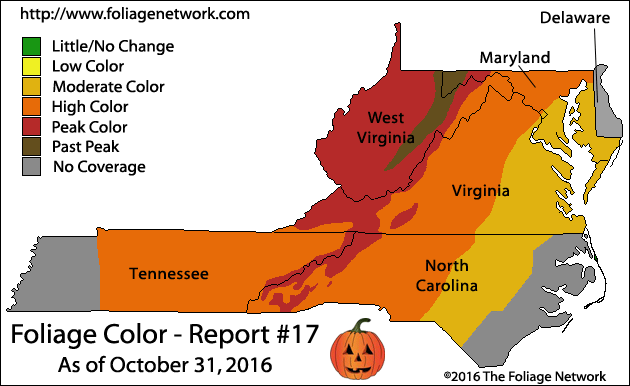 http://www.foliagenetwork.com
Little/No Change
Low Color
Moderate Color
High Color
Peak Color
Past Peak
No Coverage
Delaware
Maryland
West
Virginia
Virginia
Tennessee
North
Carolina
Foliage Color - Report #17
As of October 31, 2016
©2016 The Foliage Network